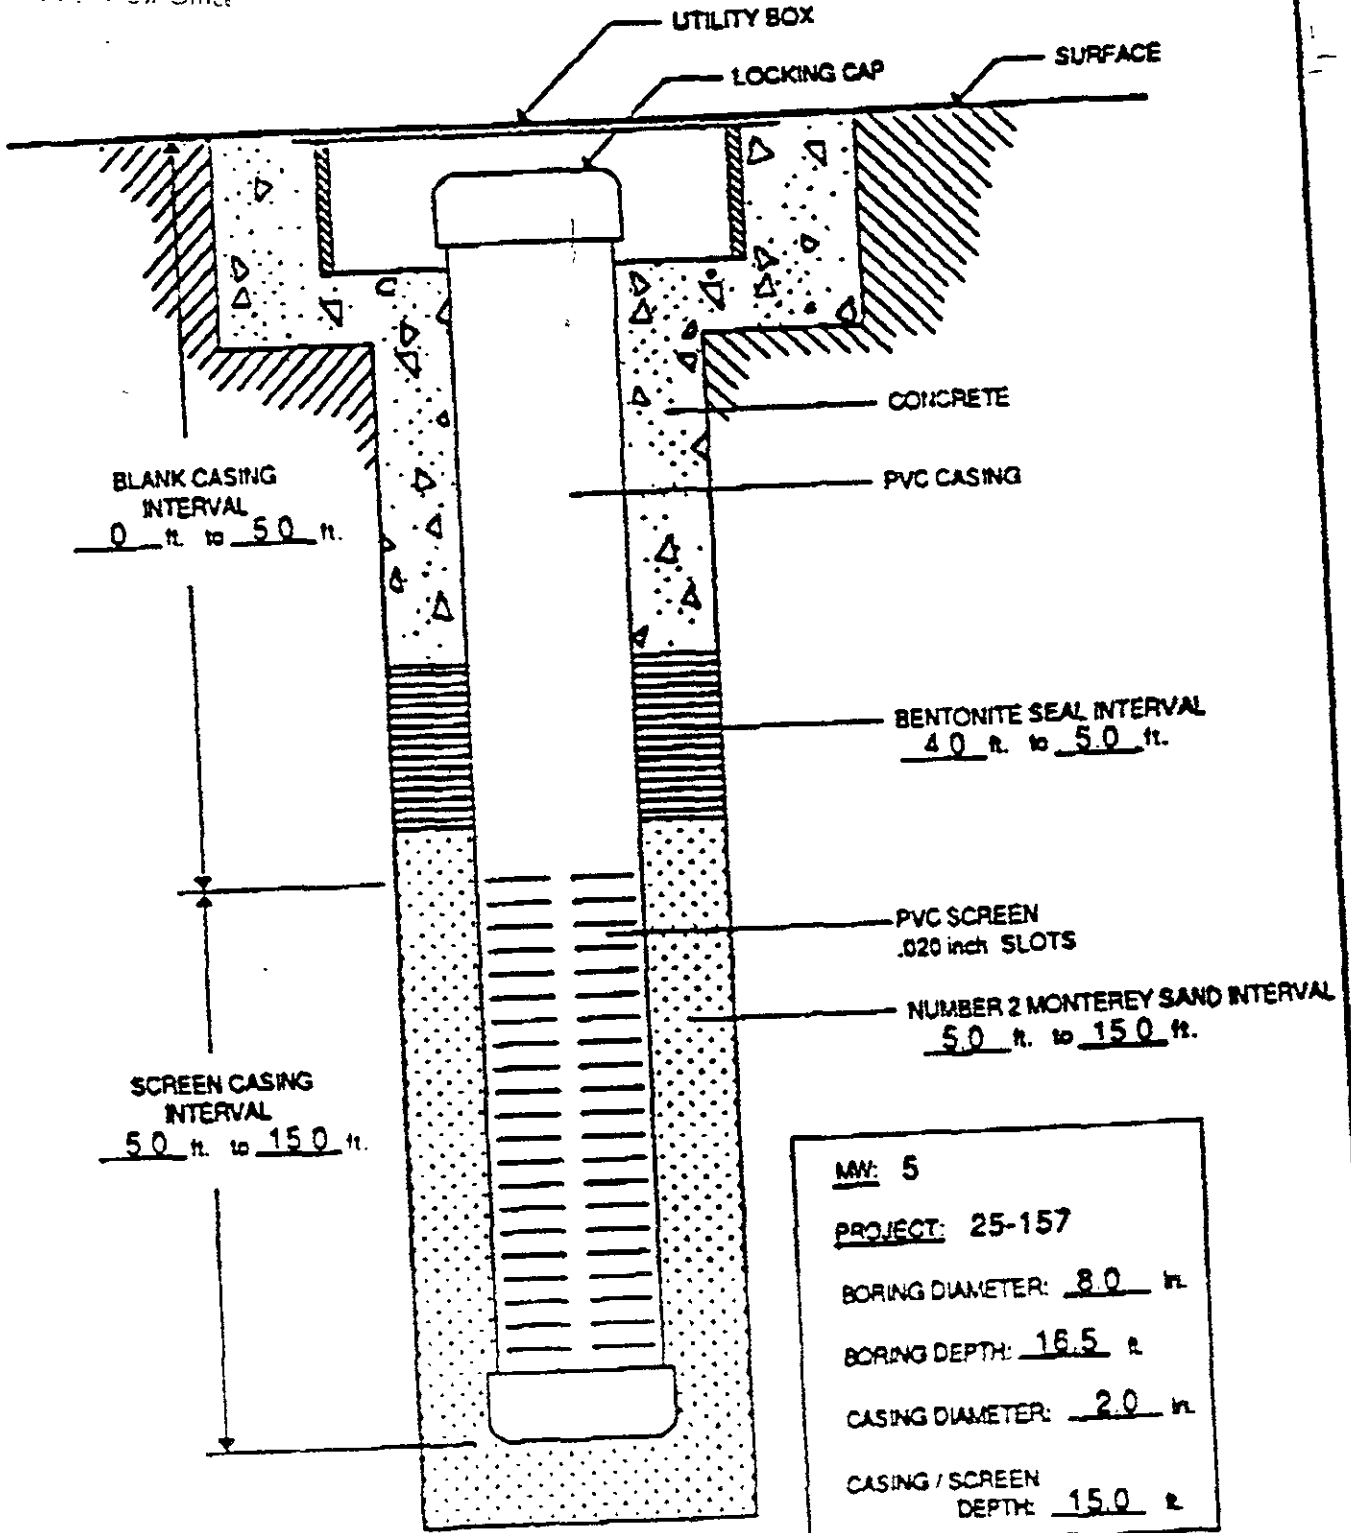 UTILITY BOX
LOCKING CAP
SURFACE
CONCRETE
PVC CASING
BLANK CASING
INTERVAL
0 ft. to 5.0 ft.
BENTONITE SEAL INTERVAL
4.0 ft. to 5.0 ft.
PVC SCREEN
.020 inch SLOTS
NUMBER 2 MONTEREY SAND INTERVAL
5.0 ft. to 15.0 ft.
SCREEN CASING
INTERVAL
5.0 ft. to 15.0 ft.
MW: 5
PROJECT: 25-157
BORING DIAMETER: 8.0 in.
BORING DEPTH: 16.5 ft.
CASING DIAMETER: 2.0 in.
CASING / SCREEN
DEPTH: 15.0 ft.